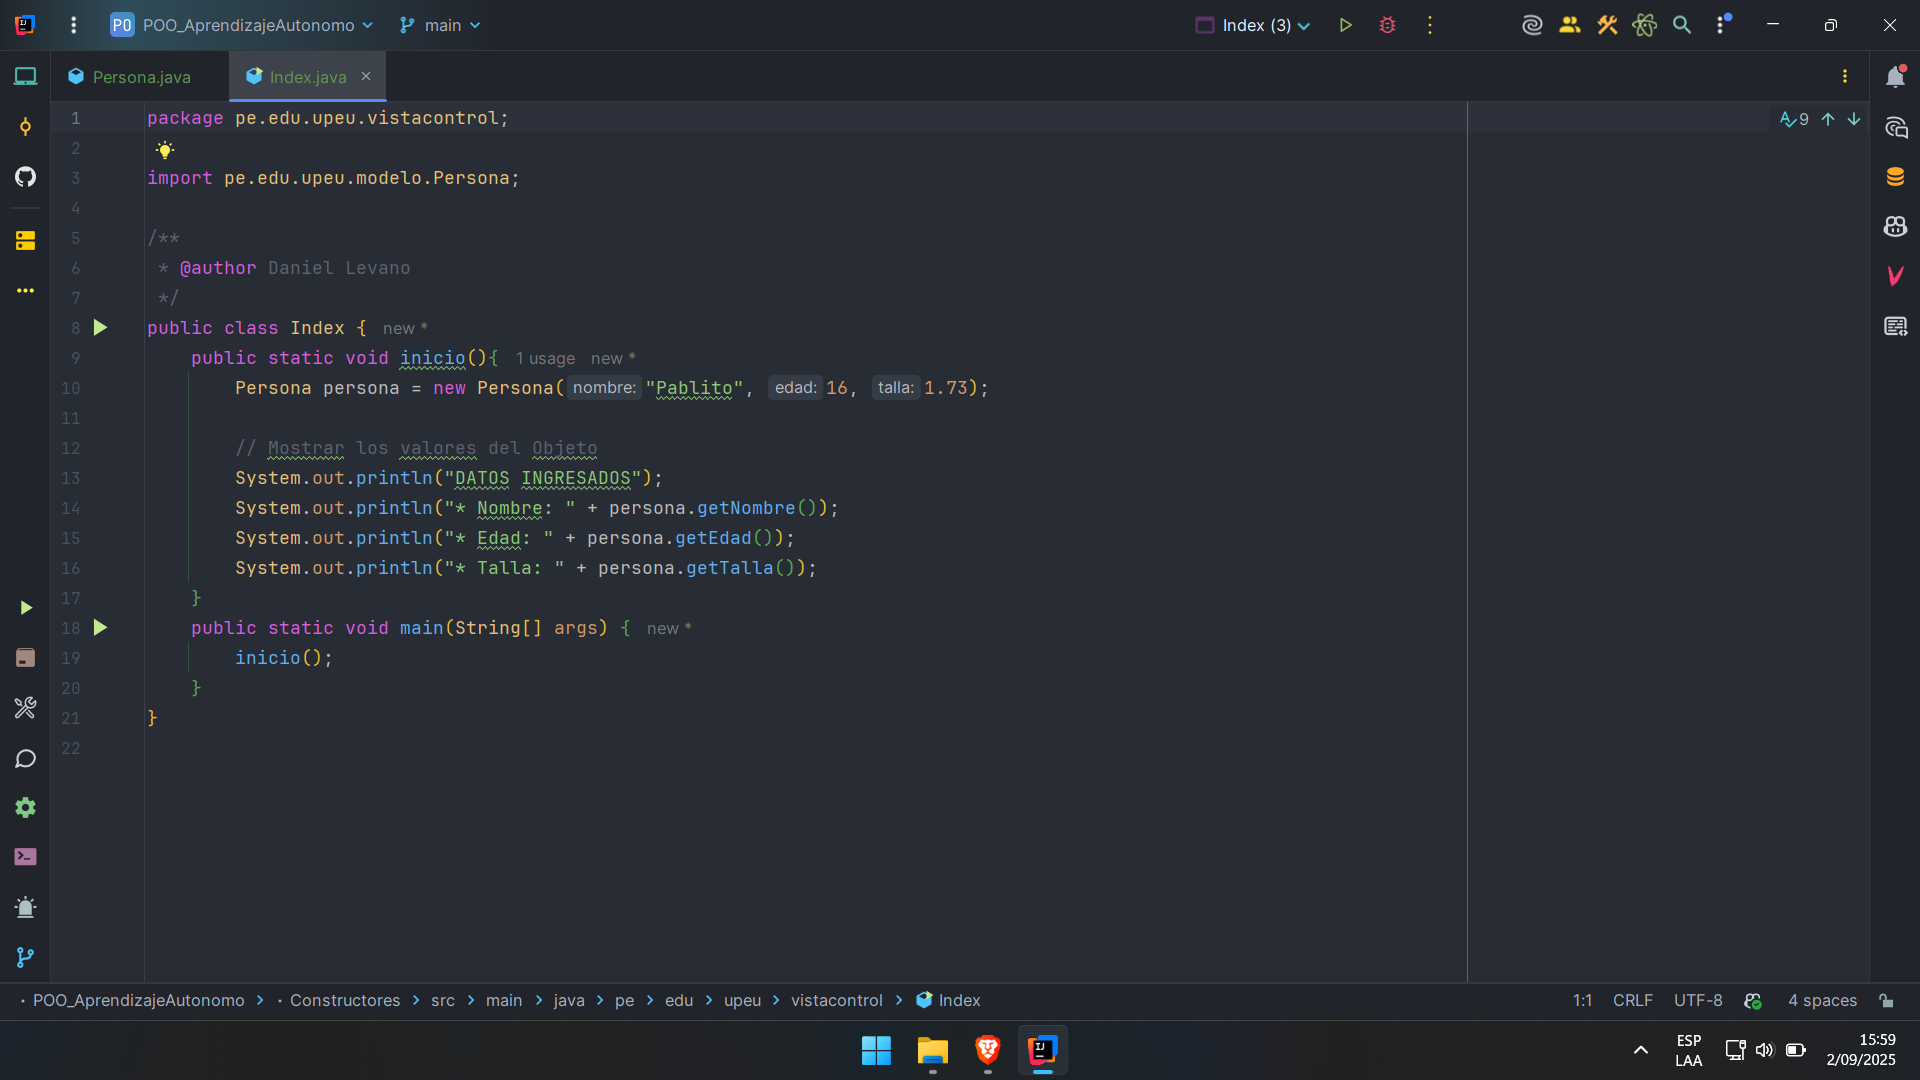 PO POO_AprendizajeAutonomo main Index (3)
Persona.java Index.java
1 package pe.edu.upeu.vistacontrol; 9
2
3 import pe.edu.upeu.modelo.Persona;
4
5 /**
6 * @author Daniel Levano
7 */
8 public class Index { new *
9 public static void inicio(){ 1 usage new *
10 Persona persona = new Persona( nombre: "Pablito", edad: 16, talla: 1.73);
11
12 // Mostrar los valores del Objeto
13 System.out.println("DATOS INGRESADOS");
14 System.out.println("* Nombre: " + persona.getNombre());
15 System.out.println("* Edad: " + persona.getEdad());
16 System.out.println("* Talla: " + persona.getTalla());
17 }
18 public static void main(String[] args) { new *
19 inicio();
20 }
21 }
22
POO_AprendizajeAutonomo > Constructores > src > main > java > pe > edu > upeu > vistacontrol > Index 1:1 CRLF UTF-8 4 spaces
ESP 15:59
LAA 2/09/2025